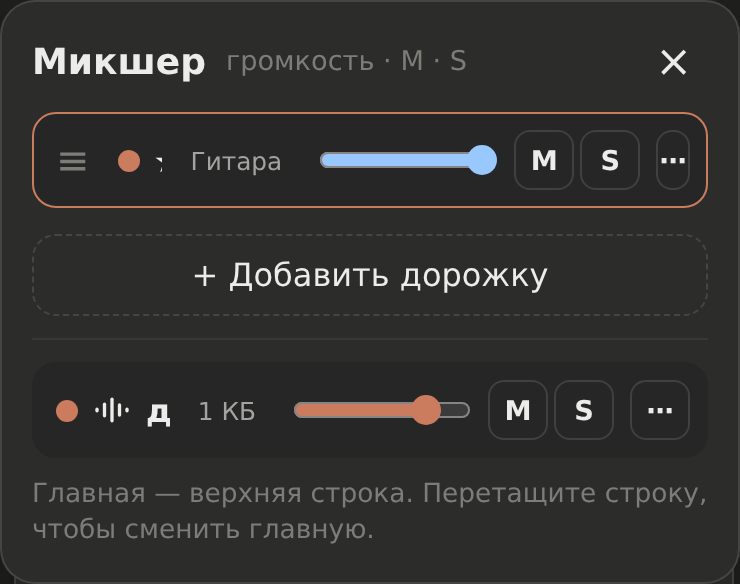 Микшер громкость · M · S ×
Гитара M S ...
+ Добавить дорожку
д 1 КБ M S ...
Главная — верхняя строка. Перетащите строку,
чтобы сменить главную.